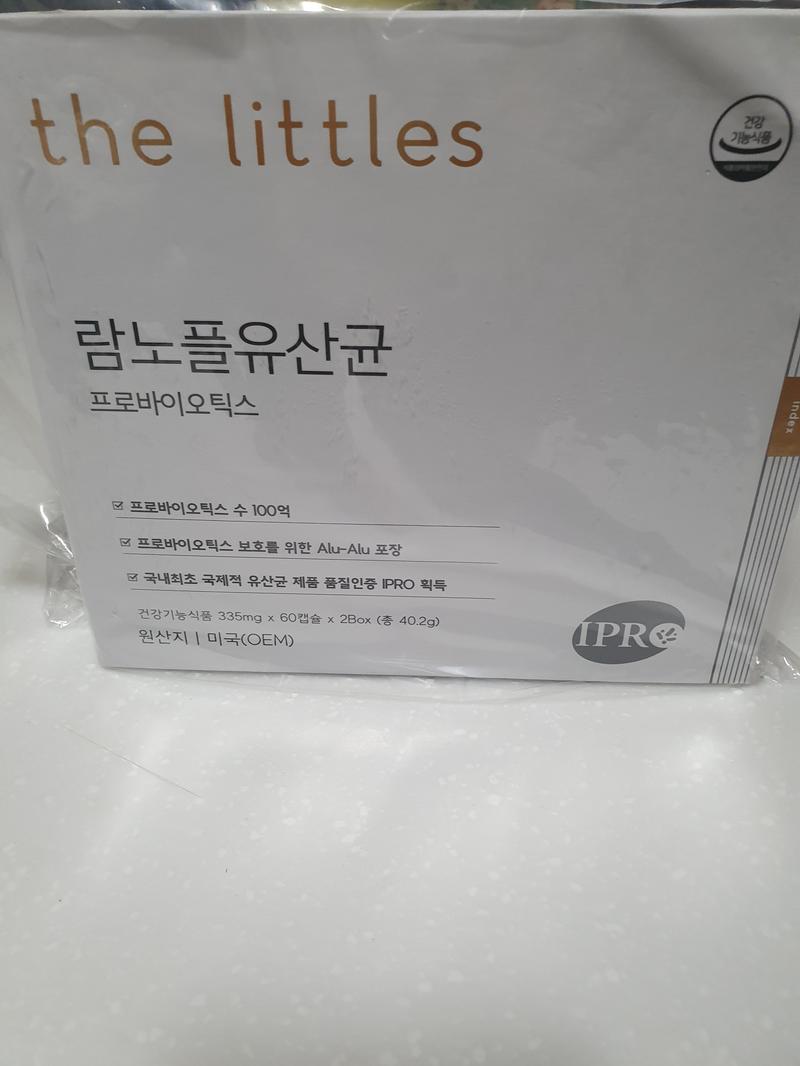 the littles
건강
기능식품
람노플유산균
프로바이오틱스
index
☑ 프로바이오틱스 수 100억
☑ 프로바이오틱스 보호를 위한 Alu-Alu 포장
☑ 국내최초 국제적 유산균 제품 품질인증 IPRO 획득
건강기능식품 335mg x 60캡슐 x 2Box (총 40.2g)
원산지 | 미국(OEM)
IPRO